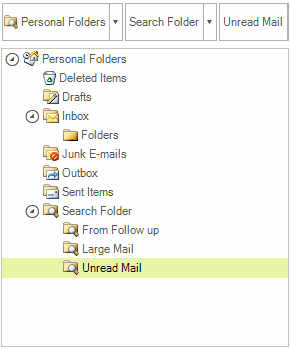 Personal Folders Search Folder Unread Mail
Personal Folders
Deleted Items
Drafts
Inbox
Folders
Junk E-mails
Outbox
Sent Items
Search Folder
From Follow up
Large Mail
Unread Mail